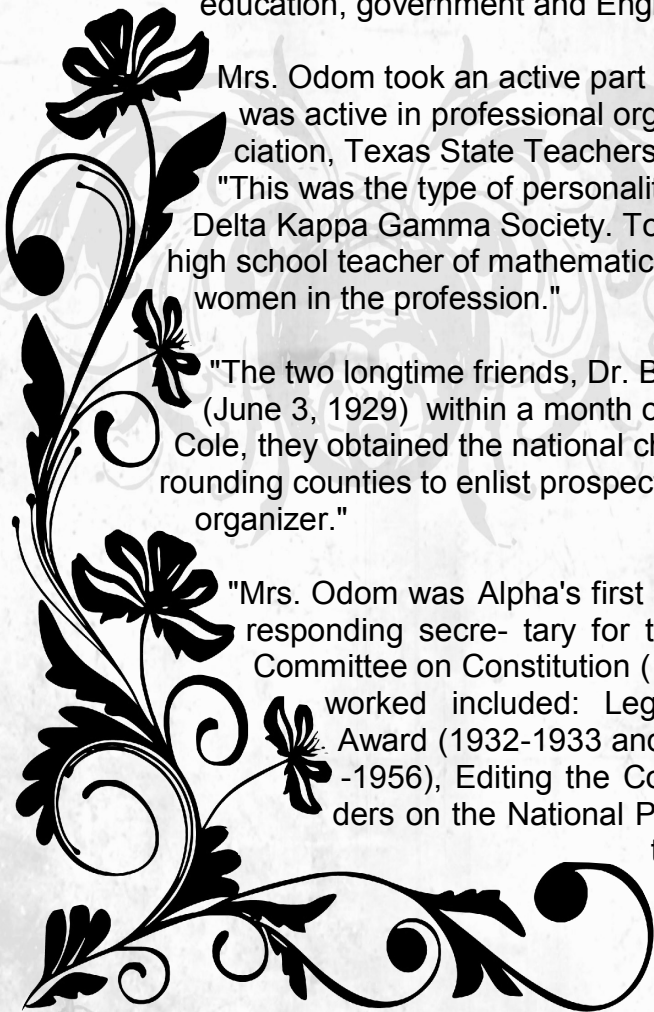 education, government and Eng
Mrs. Odom took an active part
was active in professional org
ciation, Texas State Teachers
"This was the type of personalit
Delta Kappa Gamma Society. To
high school teacher of mathematic
women in the profession."
"The two longtime friends, Dr. B
(June 3, 1929) within a month o
Cole, they obtained the national ch
rounding counties to enlist prospect
organizer."
"Mrs. Odom was Alpha's first
responding secre- tary for t
Committee on Constitution (
worked included: Leg
Award (1932-1933 and
-1956), Editing the Co
ders on the National P
t